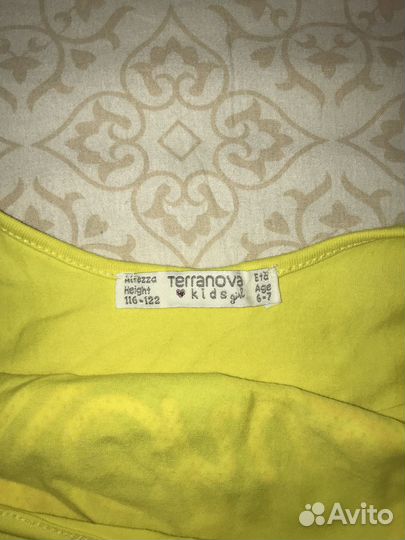 Altezza
Height
116-122
Terranova
kids girl
Età
Age
6-7
Avito